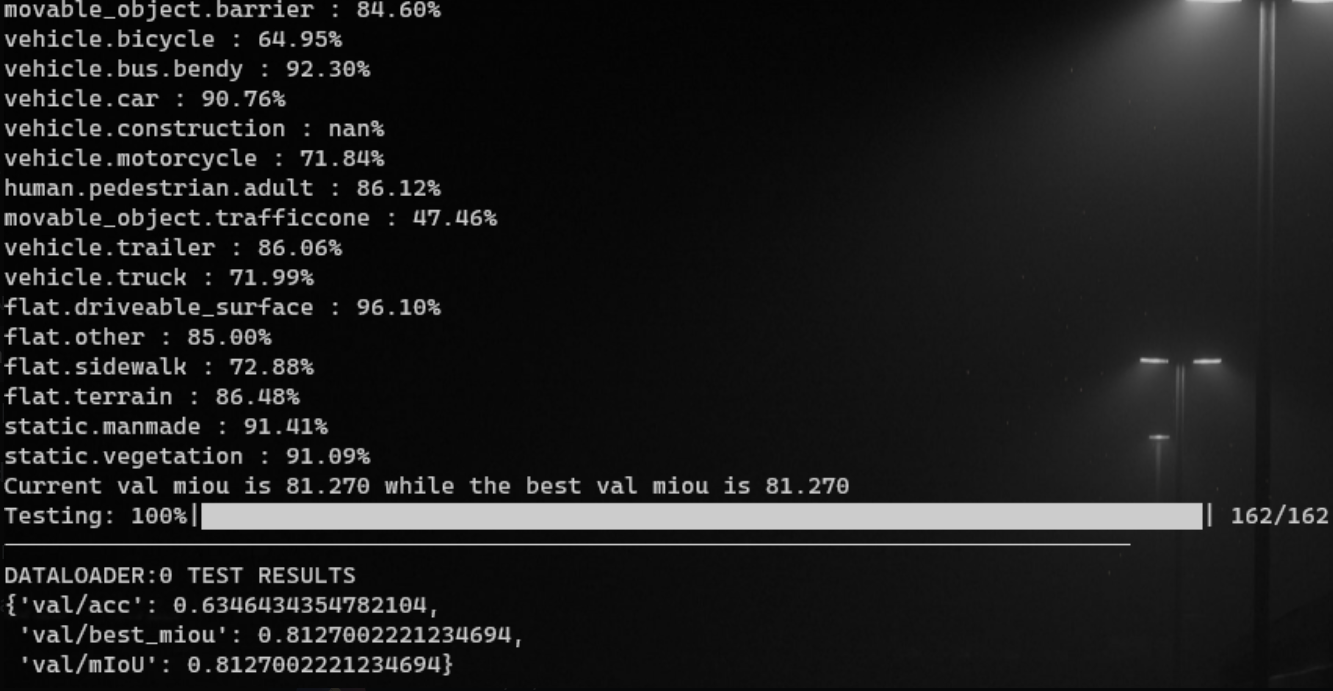 movable_object.barrier : 84.60%
vehicle.bicycle : 64.95%
vehicle.bus.bendy : 92.30%
vehicle.car : 90.76%
vehicle.construction : nan%
vehicle.motorcycle : 71.84%
human.pedestrian.adult : 86.12%
movable_object.trafficcone : 47.46%
vehicle.trailer : 86.06%
vehicle.truck : 71.99%
flat.driveable_surface : 96.10%
flat.other : 85.00%
flat.sidewalk : 72.88%
flat.terrain : 86.48%
static.manmade : 91.41%
static.vegetation : 91.09%
Current val miou is 81.270 while the best val miou is 81.270
Testing: 100%| | 162/162
DATALOADER:0 TEST RESULTS
{'val/acc': 0.6346434354782104,
'val/best_miou': 0.8127002221234694,
'val/mIoU': 0.8127002221234694}